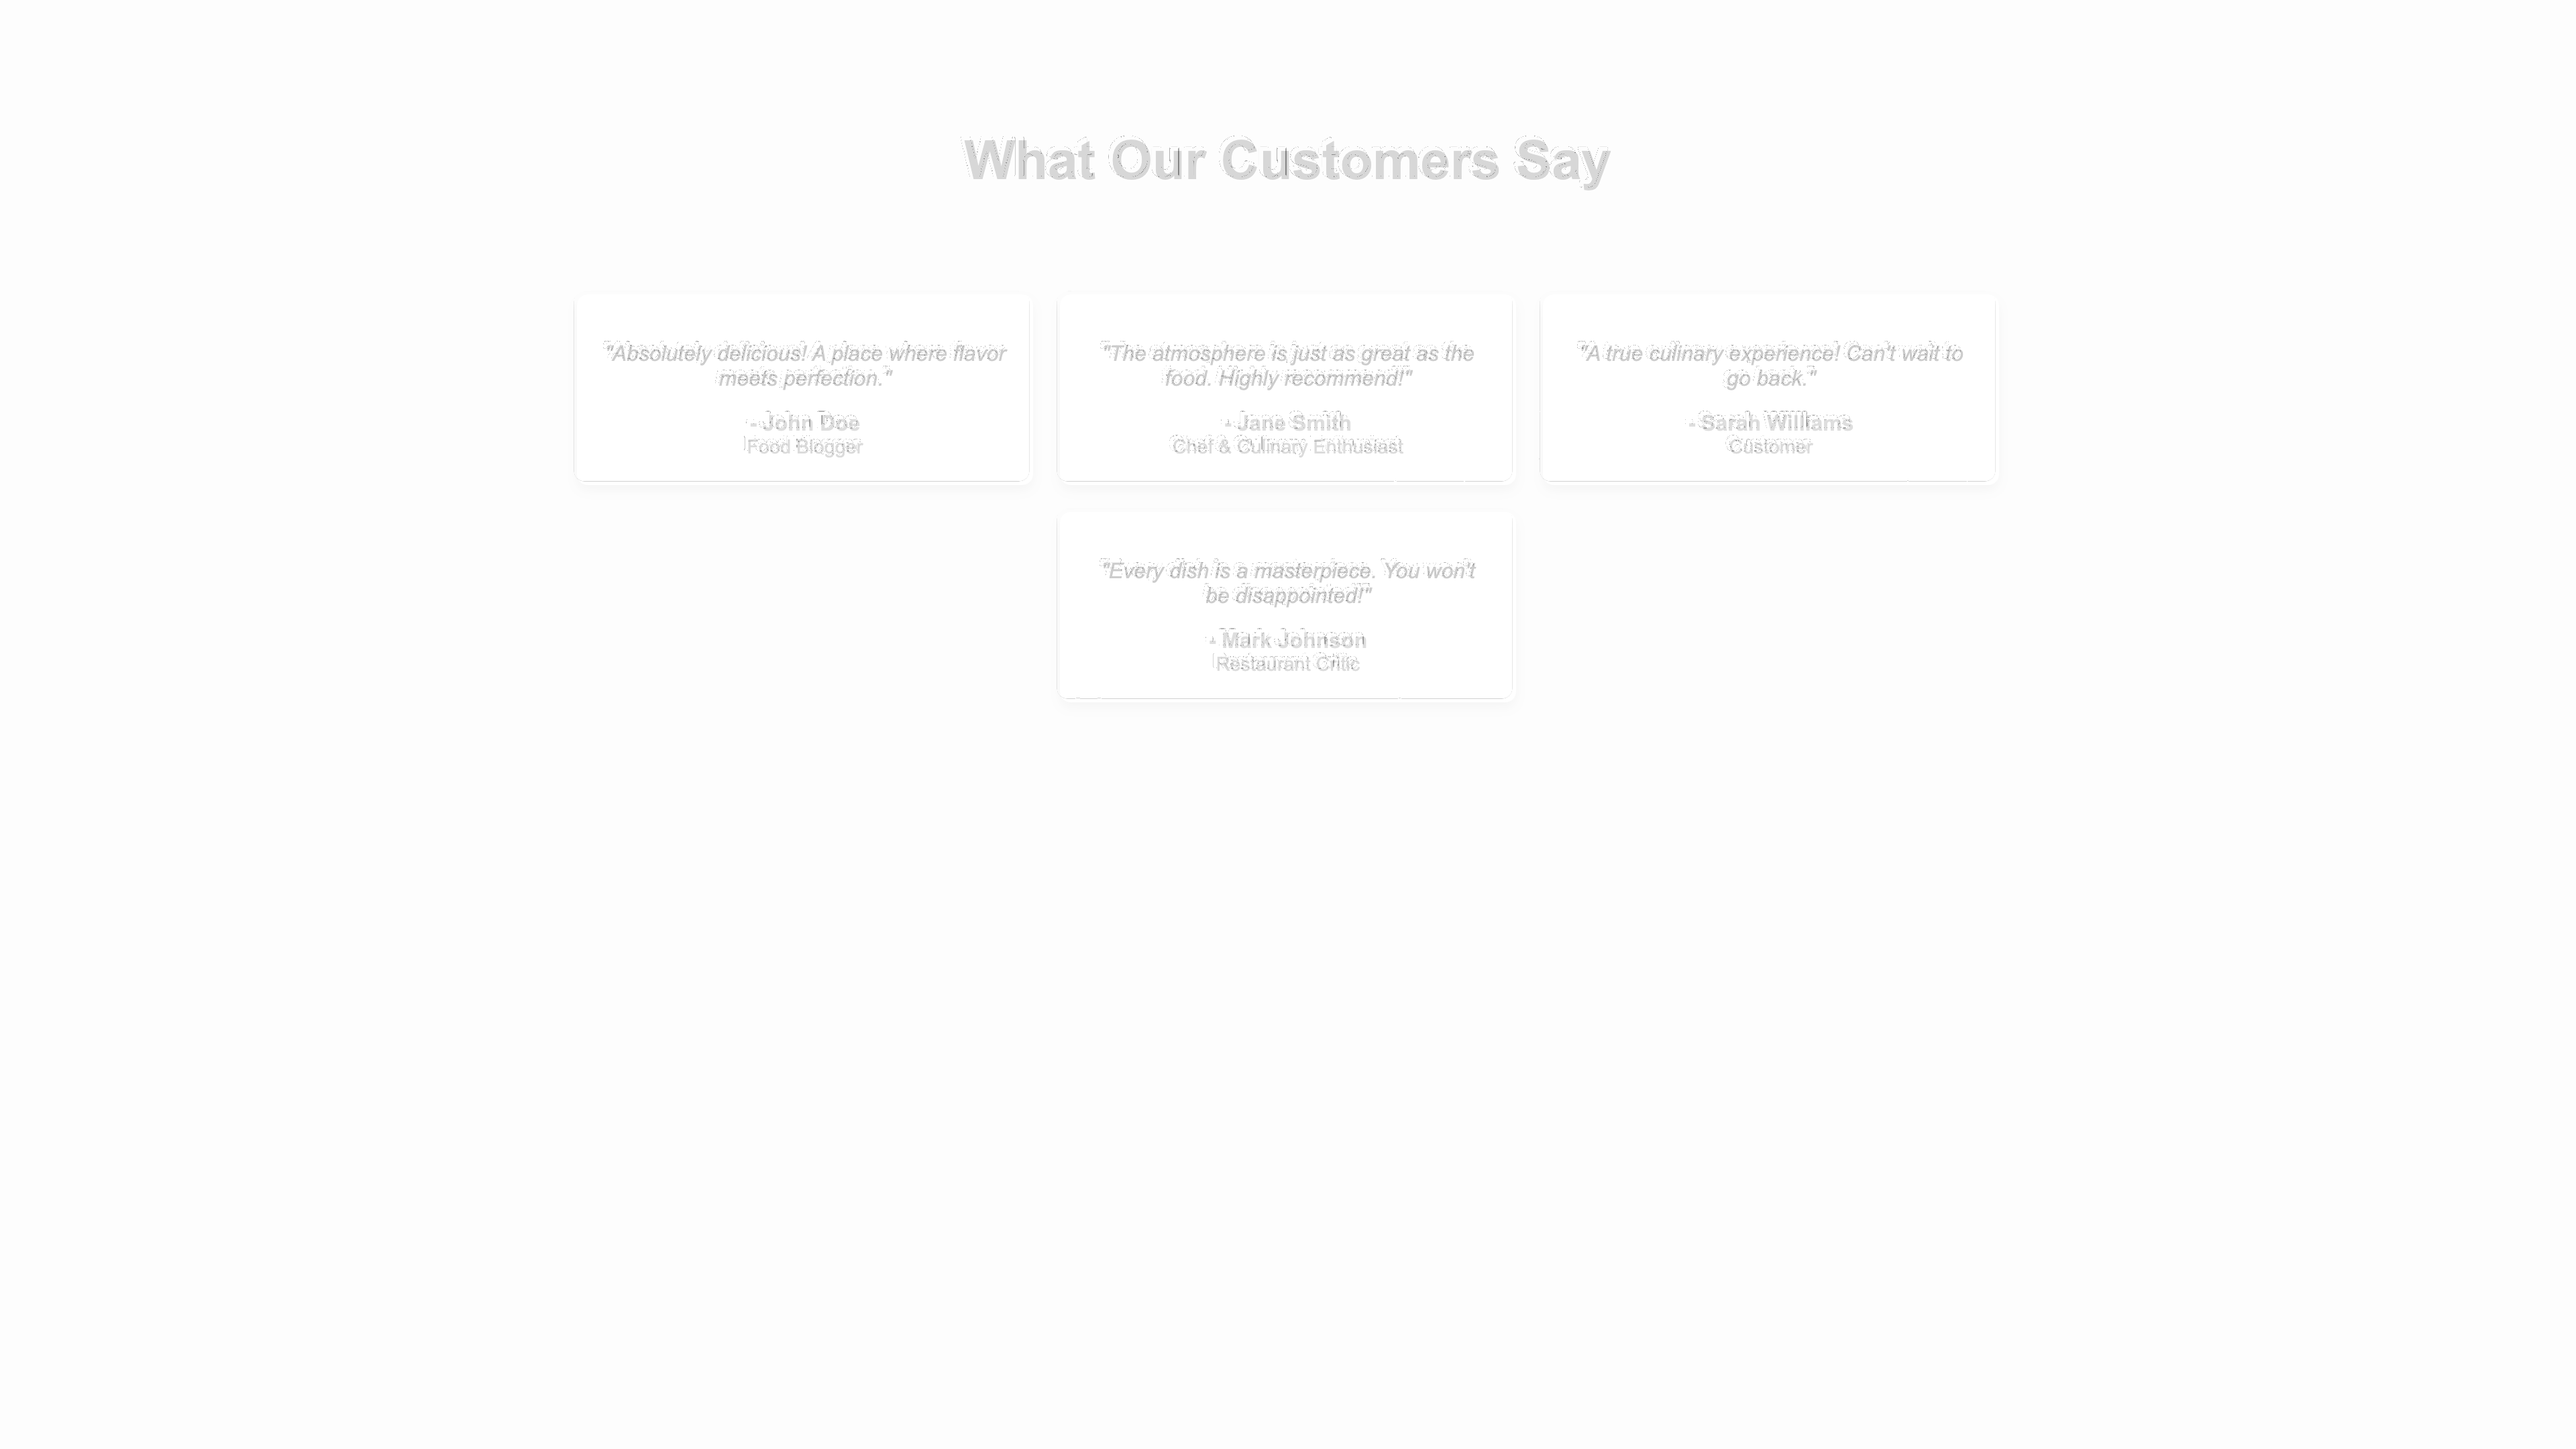 What Our Customers Say
"Absolutely delicious! A place where flavor
meets perfection."
- John Doe
Food Blogger
"The atmosphere is just as great as the
food. Highly recommend!"
- Jane Smith
Chef & Culinary Enthusiast
"A true culinary experience! Can't wait to
go back."
- Sarah Williams
Customer
"Every dish is a masterpiece. You won't
be disappointed!"
- Mark Johnson
Restaurant Critic